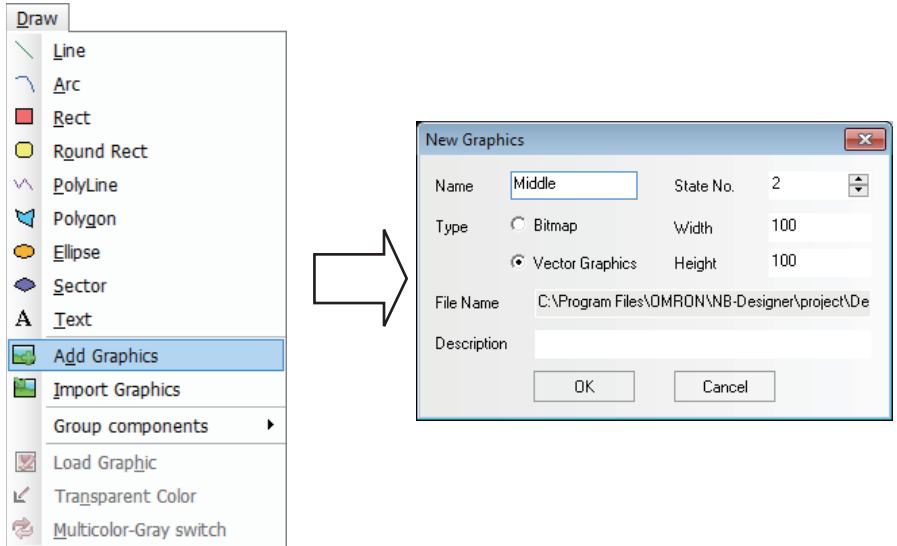 Draw
Line
Arc
Rect
Round Rect
PolyLine
Polygon
Ellipse
Sector
A Text
Add Graphics
Import Graphics
Group components
Load Graphic
Transparent Color
Multicolor-Gray switch
New Graphics
Name Middle State No. 2
Type Bitmap Width 100
Vector Graphics Height 100
File Name C:\Program Files\OMRON\NB-Designer\project\De
Description
OK Cancel